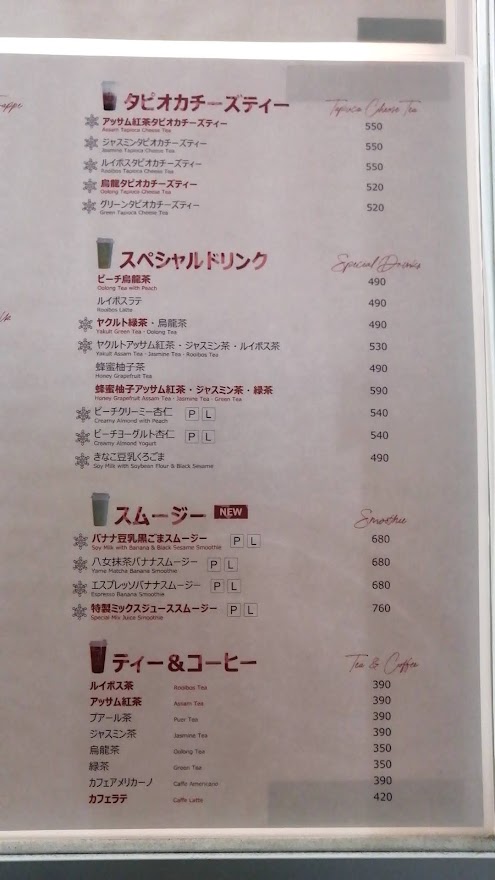 タピオカチーズティー Tapioca Cheese Tea
アッサム紅茶タピオカチーズティー 550
Assam Tapioca Cheese Tea
ジャスミンタピオカチーズティー 550
Jasmine Tapioca Cheese Tea
ルイボスタピオカチーズティー 550
Rooibos Tapioca Cheese Tea
烏龍タピオカチーズティー 520
Oolong Tapioca Cheese Tea
グリーンタピオカチーズティー 520
Green Tapiock Cheese Tea
スペシャルドリンク Special Drinks
ピーチ烏龍茶 490
Oolong Tea with Peach
ルイボスラテ 490
Rooibos Latte
ヤクルト緑茶・烏龍茶 490
Yakult Green Tea・Oolong Tea
ヤクルトアッサム紅茶・ジャスミン茶・ルイボス茶 530
Yakult Assam Tea・Jasmine Tea・Rooibos Tea
蜂蜜柚子茶 490
Honey Grapefruit Tea
蜂蜜柚子アッサム紅茶・ジャスミン茶・緑茶 590
Honey Grapefruit Assam Tea・Jasmine Tea・Green Tea
ピーチクリーミー杏仁 P L 540
Creamy Almond with Peach
ピーチヨーグルト杏仁 P L 540
Creamy Almond Yogurt
きなこ豆乳くろごま 490
Soy Milk with Soybean Flour & Black Sesame
スムージー NEW Smoothie
バナナ豆乳黒ごまスムージー P L 680
Soy Milk with Banana & Black Sesame Smoothie
八女抹茶バナナスムージー P L 680
Yame Matcha Banana Smoothie
エスプレッソバナナスムージー P L 680
Espresso Banana Smoothie
特製ミックスジューススムージー P L 760
Special Mix Juice Smoothie
ティー＆コーヒー Tea & Coffee
ルイボス茶 Rooibos Tea 390
アッサム紅茶 Assam Tea 390
プアール茶 Puer Tea 390
ジャスミン茶 Jasmine Tea 390
烏龍茶 Oolong Tea 350
緑茶 Green Tea 350
カフェアメリカーノ Caffe Americano 390
カフェラテ Caffe Latte 420